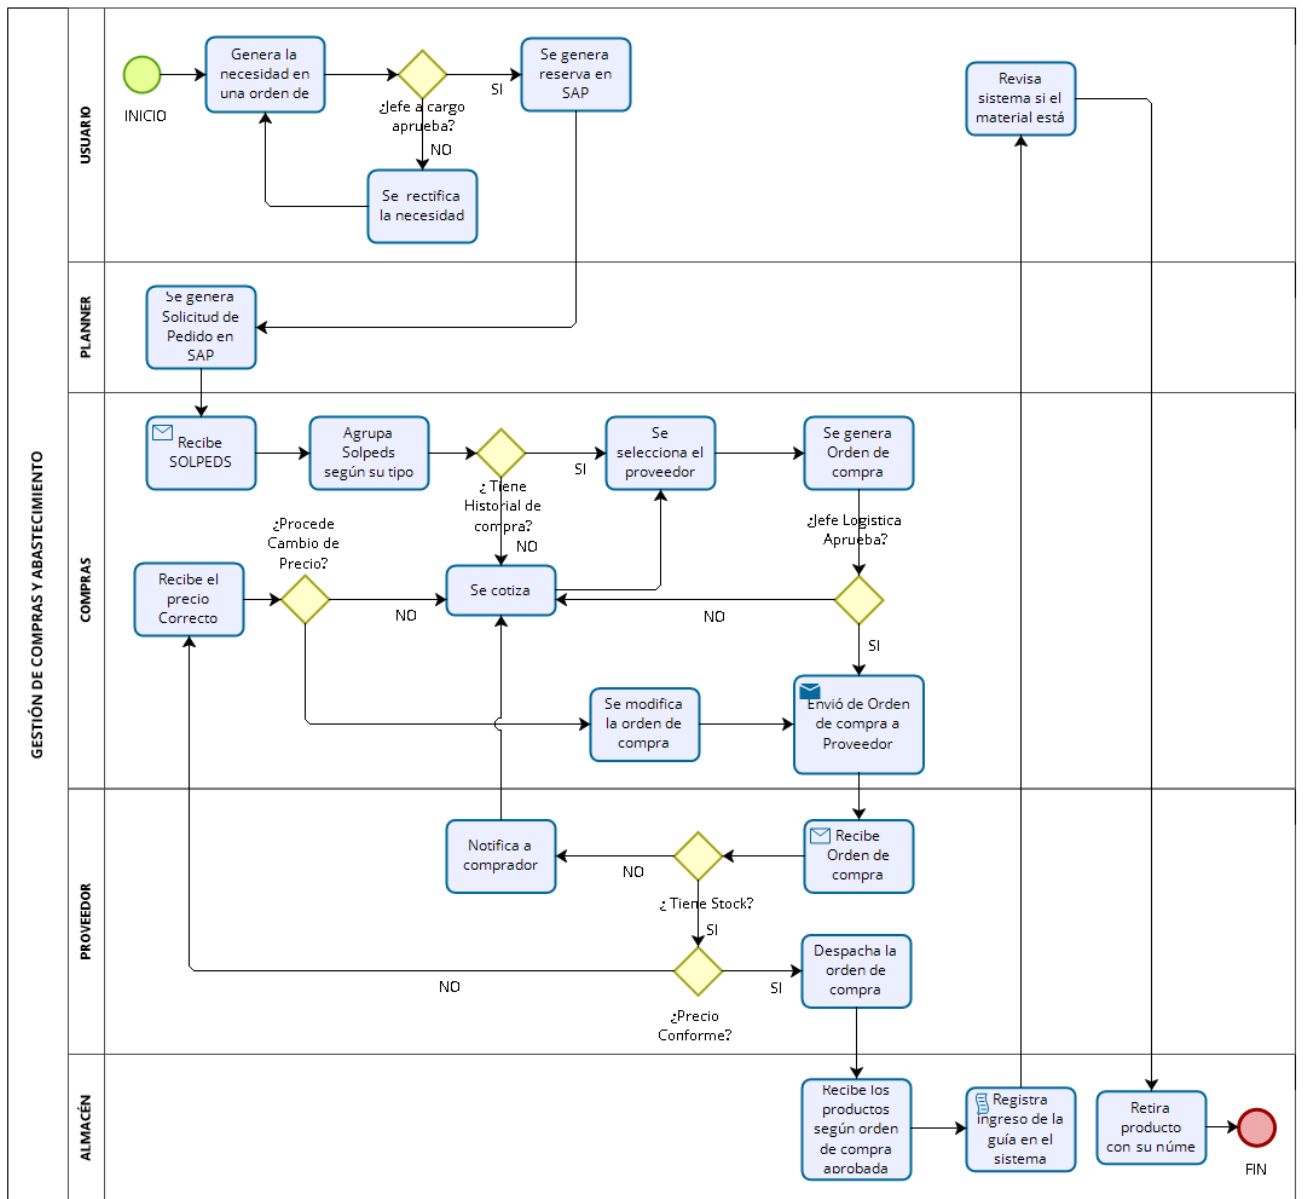 GESTIÓN DE COMPRAS Y ABASTECIMIENTO
USUARIO
INICIO
Genera la
necesidad en
una orden de
¿Jefe a cargo
aprueba?
SI
NO
Se rectifica
la necesidad
Se genera
reserva en
SAP
Revisa
sistema si el
material está
PLANNER
Se genera
Solicitud de
Pedido en
SAP
COMPRAS
Recibe
SOLPEDS
Agrupa
Solpeds
según su tipo
¿ Tiene
Historial de
compra?
SI
NO
Se
selecciona el
proveedor
Se genera
Orden de
compra
¿Jefe Logistica
Aprueba?
NO
SI
Recibe el
precio
Correcto
¿Procede
Cambio de
Precio?
NO
Se cotiza
Se modifica
la orden de
compra
Envió de Orden
de compra a
Proveedor
PROVEEDOR
Notifica a
comprador
NO
¿ Tiene Stock?
SI
Recibe
Orden de
compra
NO
¿Precio
Conforme?
SI
Despacha la
orden de
compra
ALMACÉN
Recibe los
productos
según orden
de compra
aprobada
Registra
ingreso de la
guía en el
sistema
Retira
producto
con su núme
FIN